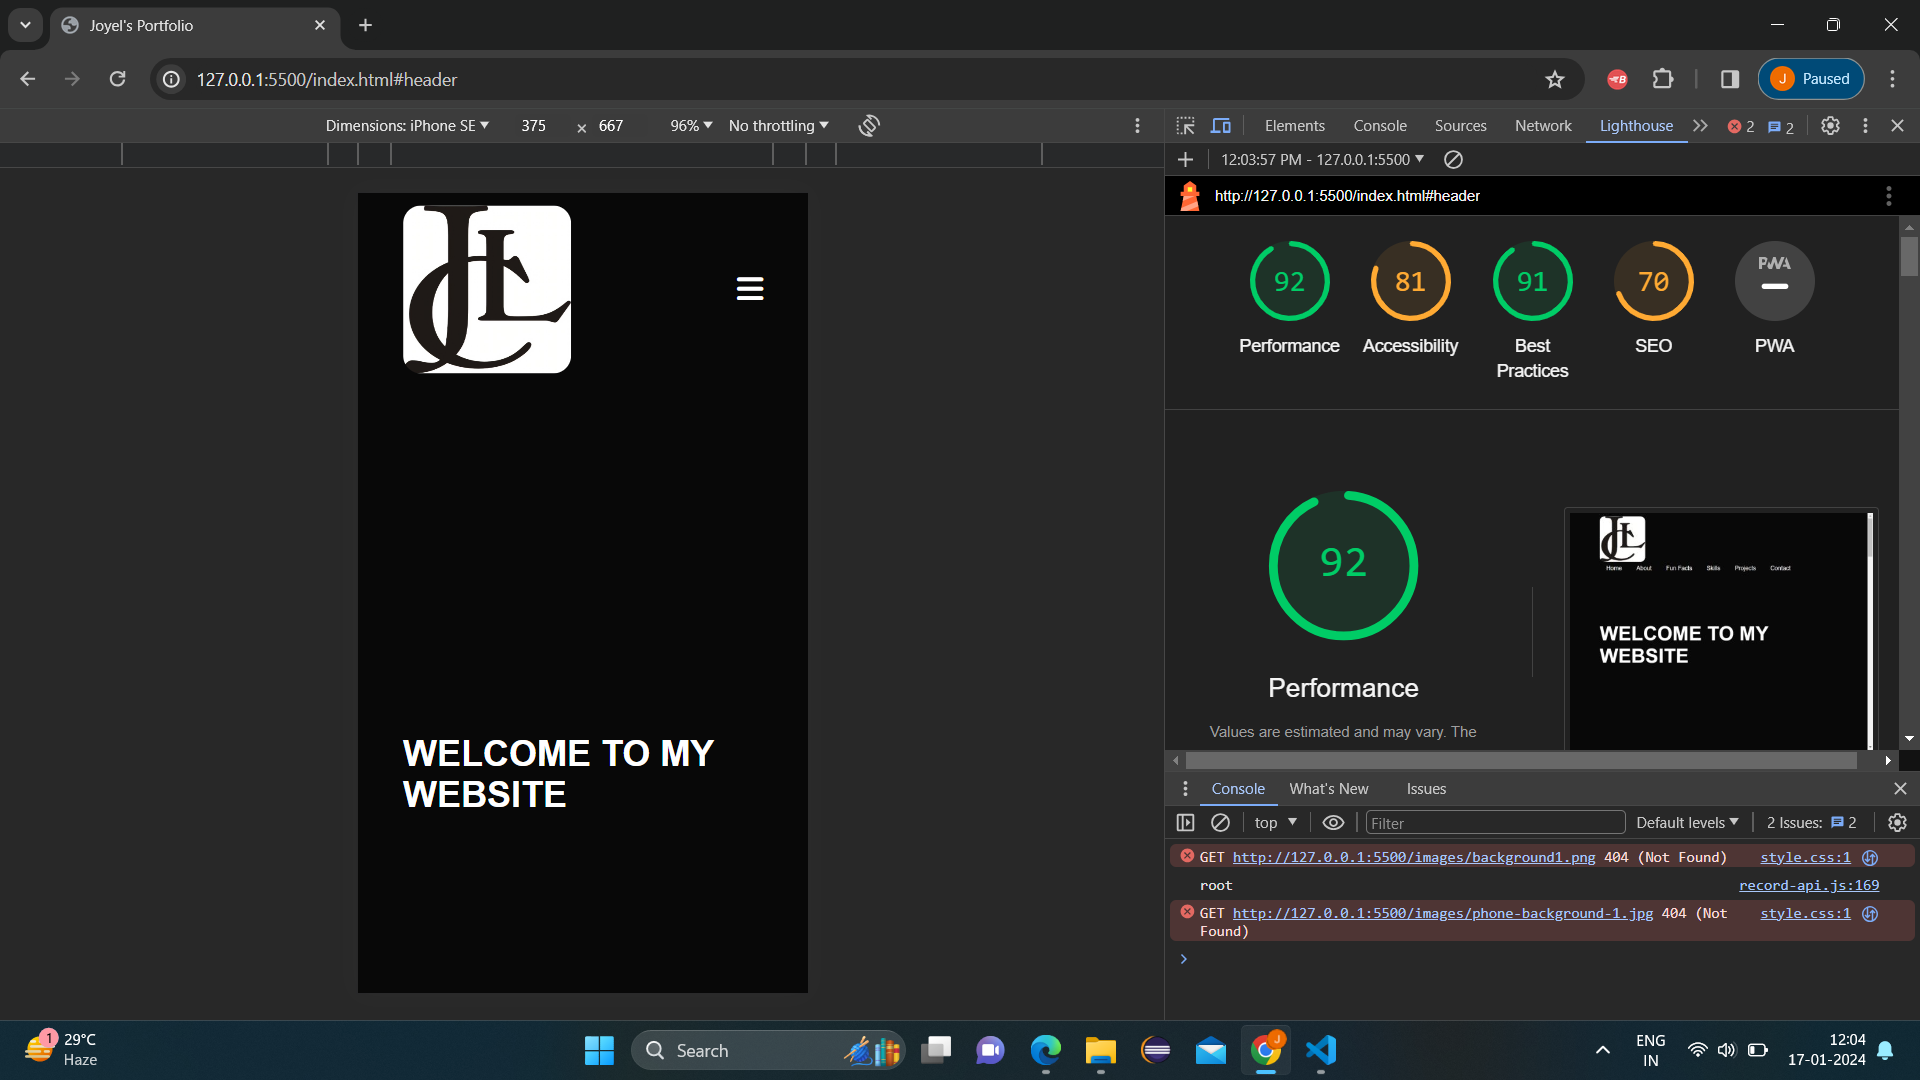 Joyel's Portfolio
127.0.0.1:5500/index.html#header
J Paused
Dimensions: iPhone SE 375 × 667 96% No throttling
Elements Console Sources Network Lighthouse 2 2
12:03:57 PM - 127.0.0.1:5500
http://127.0.0.1:5500/index.html#header
92 81 91 70 PWA
Performance Accessibility Best Practices SEO PWA
92
Performance
Values are estimated and may vary. The
Home About Fun Facts Skills Projects Contact
WELCOME TO MY
WEBSITE
JCL
WELCOME TO MY
WEBSITE
Console What's New Issues
top Filter Default levels 2 Issues: 2
GET http://127.0.0.1:5500/images/background1.png 404 (Not Found) style.css:1
root record-api.js:169
GET http://127.0.0.1:5500/images/phone-background-1.jpg 404 (Not style.css:1
Found)
1 29°C
Haze
Search
J
ENG
IN
12:04
17-01-2024